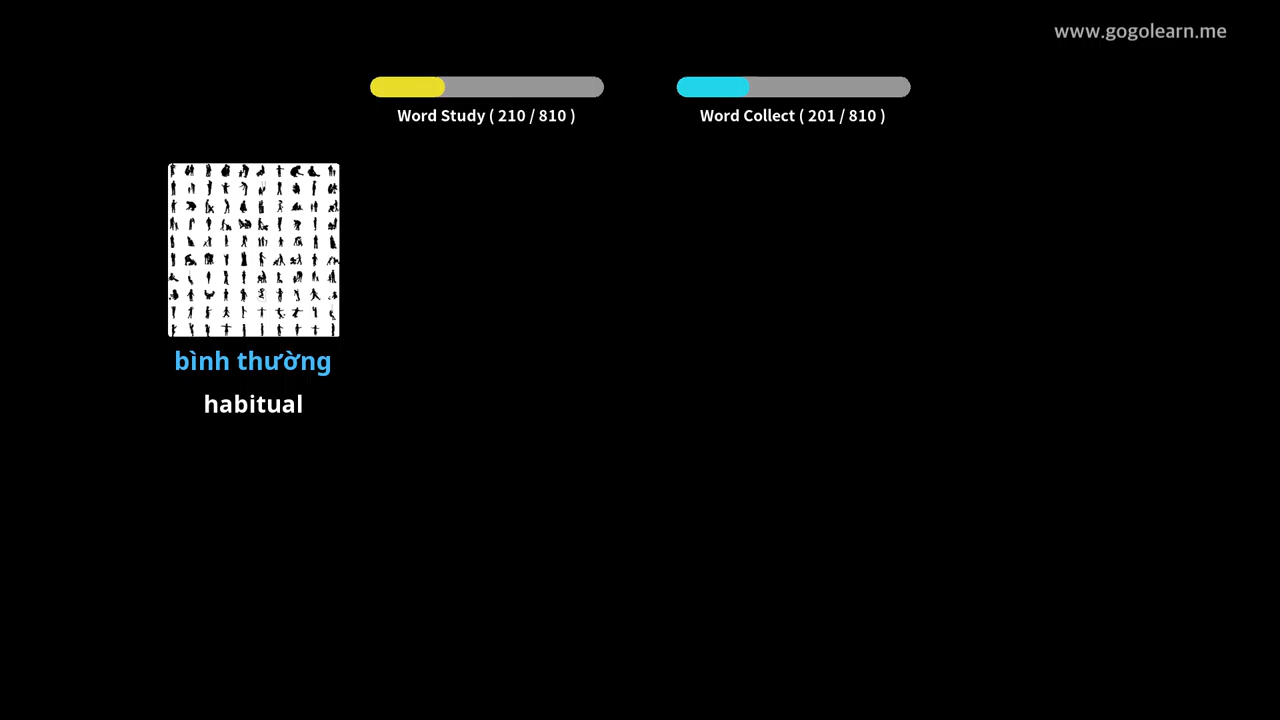 www.gogolearn.me
Word Study ( 210 / 810 )
Word Collect ( 201 / 810 )
bình thường
habitual